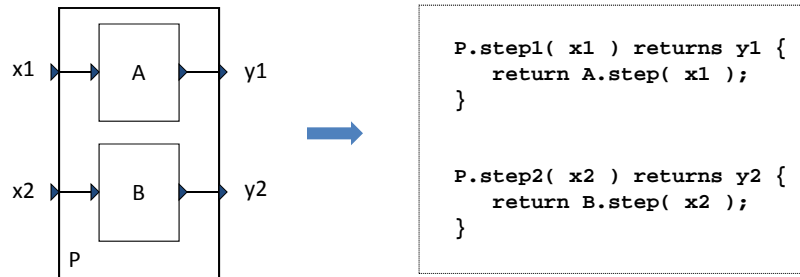 x1
A
y1
x2
B
y2
P
P.step1( x1 ) returns y1 {
return A.step( x1 );
}
P.step2( x2 ) returns y2 {
return B.step( x2 );
}